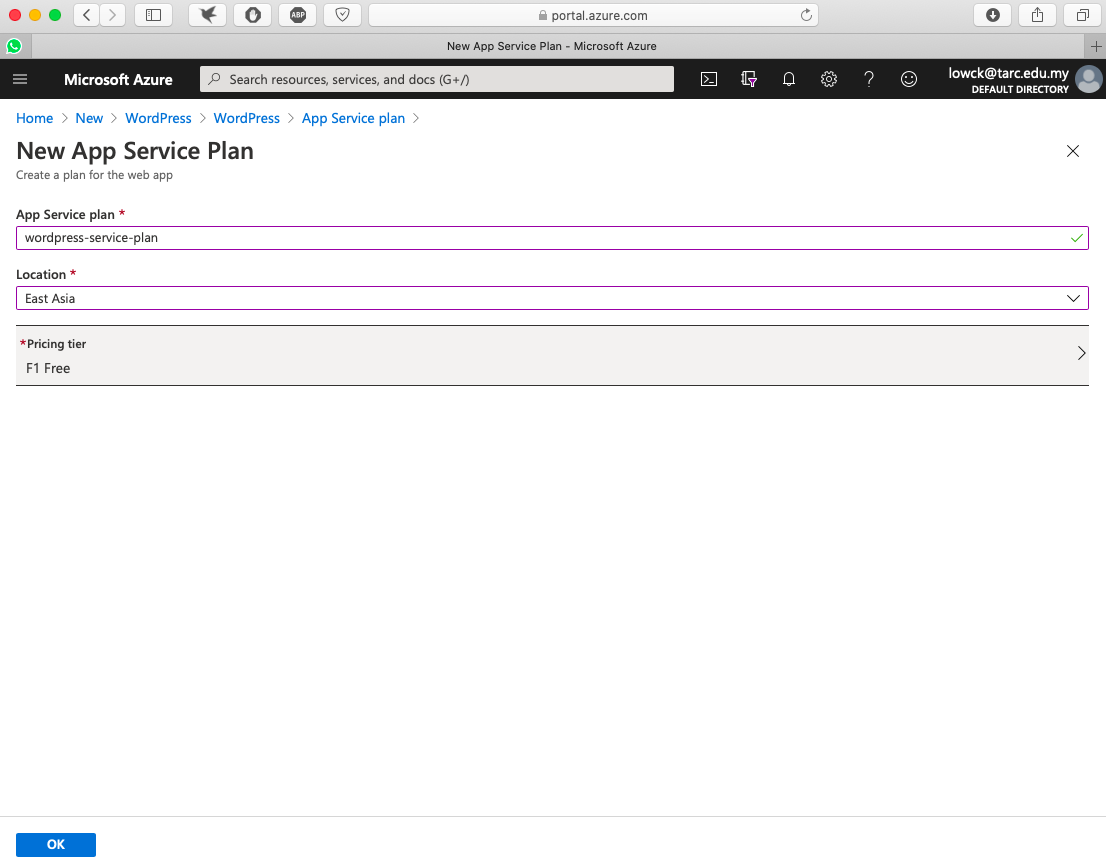 portal.azure.com
ABP
New App Service Plan - Microsoft Azure
Microsoft Azure
Search resources, services, and docs (G+/)
lowck@tarc.edu.my
DEFAULT DIRECTORY
Home > New > WordPress > WordPress > App Service plan >
New App Service Plan
Create a plan for the web app
App Service plan *
wordpress-service-plan
Location *
East Asia
*Pricing tier
F1 Free
OK